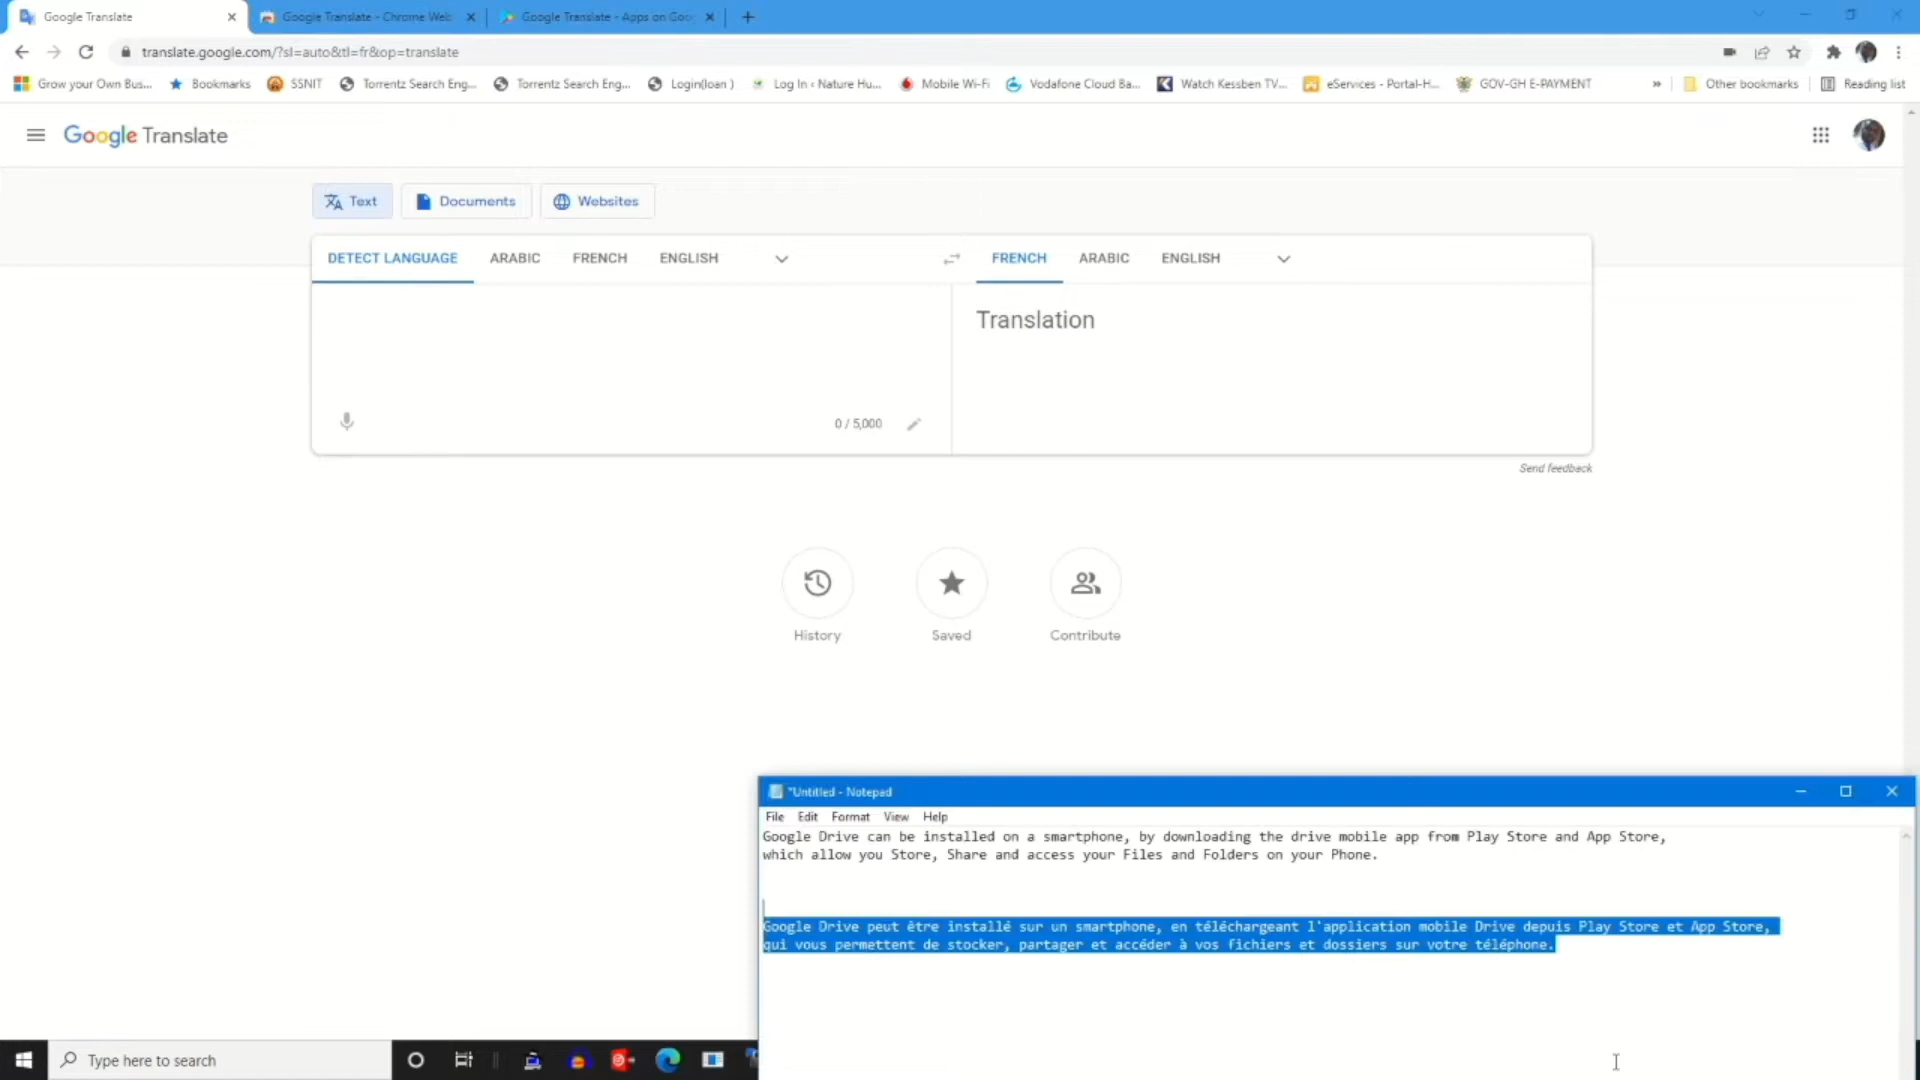 Google Translate
Google Translate - Chrome Web
Google Translate - Apps on Goo
translate.google.com/?sl=auto&tl=fr&op=translate
Grow your Own Bus...
Bookmarks
SSNIT
Torrentz Search Eng...
Torrentz Search Eng...
Login(loan )
Log In ‹ Nature Hu...
Mobile Wi-Fi
Vodafone Cloud Ba...
Watch Kessben TV...
eServices - Portal-H...
GOV-GH E-PAYMENT
»
Other bookmarks
Reading list
Google Translate
Text
Documents
Websites
DETECT LANGUAGE
ARABIC
FRENCH
ENGLISH
FRENCH
ARABIC
ENGLISH
Translation
0 / 5,000
Send feedback
History
Saved
Contribute
*Untitled - Notepad
File Edit Format View Help
Google Drive can be installed on a smartphone, by downloading the drive mobile app from Play Store and App Store,
which allow you Store, Share and access your Files and Folders on your Phone.
Google Drive peut être installé sur un smartphone, en téléchargeant l'application mobile Drive depuis Play Store et App Store,
qui vous permettent de stocker, partager et accéder à vos fichiers et dossiers sur votre téléphone.
Type here to search